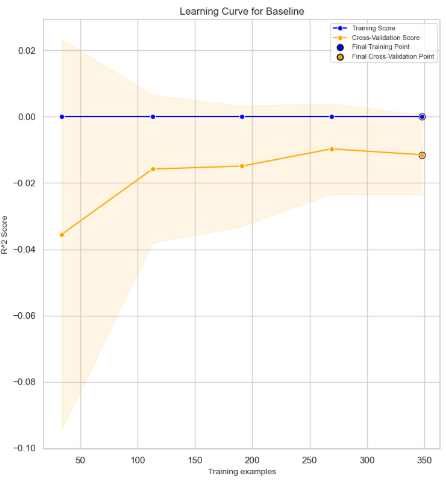 Learning Curve for Baseline
Training Score
Cross-Validation Score
Final Training Point
Final Cross-Validation Point
0.02
0.00
−0.02
−0.04
−0.06
−0.08
−0.10
R^2 Score
50 100 150 200 250 300 350
Training examples